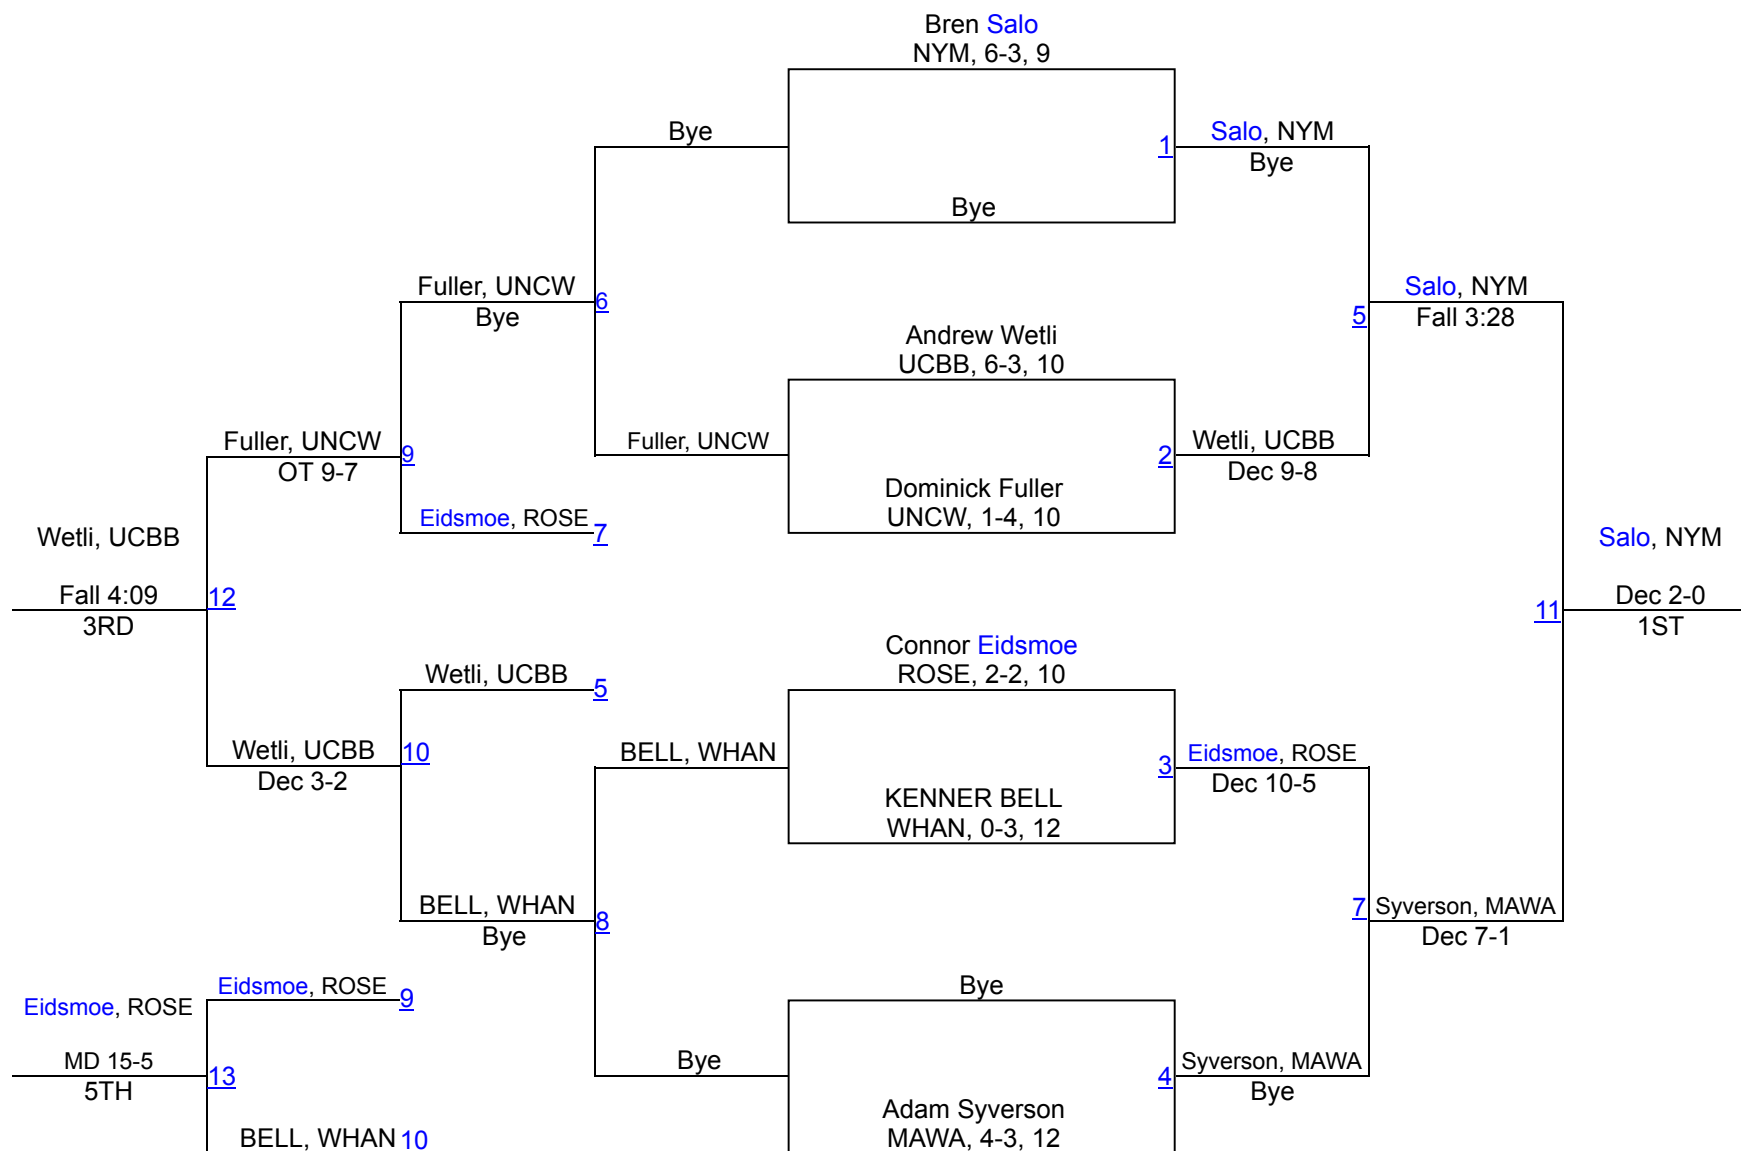 Bren Salo
NYM, 6-3, 9
Bye
1
Salo, NYM
Bye
Bye
Fuller, UNCW
Bye
6
Salo, NYM
Fall 3:28
5
Andrew Wetli
UCBB, 6-3, 10
Fuller, UNCW
OT 9-7
9
Fuller, UNCW
2
Wetli, UCBB
Dec 9-8
Dominick Fuller
UNCW, 1-4, 10
Eidsmoe, ROSE
7
Wetli, UCBB
Fall 4:09
3RD
12
Salo, NYM
Dec 2-0
1ST
11
Connor Eidsmoe
ROSE, 2-2, 10
Wetli, UCBB
5
Wetli, UCBB
Dec 3-2
10
BELL, WHAN
3
Eidsmoe, ROSE
Dec 10-5
KENNER BELL
WHAN, 0-3, 12
BELL, WHAN
Bye
8
7
Syverson, MAWA
Dec 7-1
Eidsmoe, ROSE
Eidsmoe, ROSE
9
Bye
MD 15-5
5TH
13
Bye
4
Syverson, MAWA
Bye
Adam Syverson
MAWA, 4-3, 12
BELL, WHAN
10